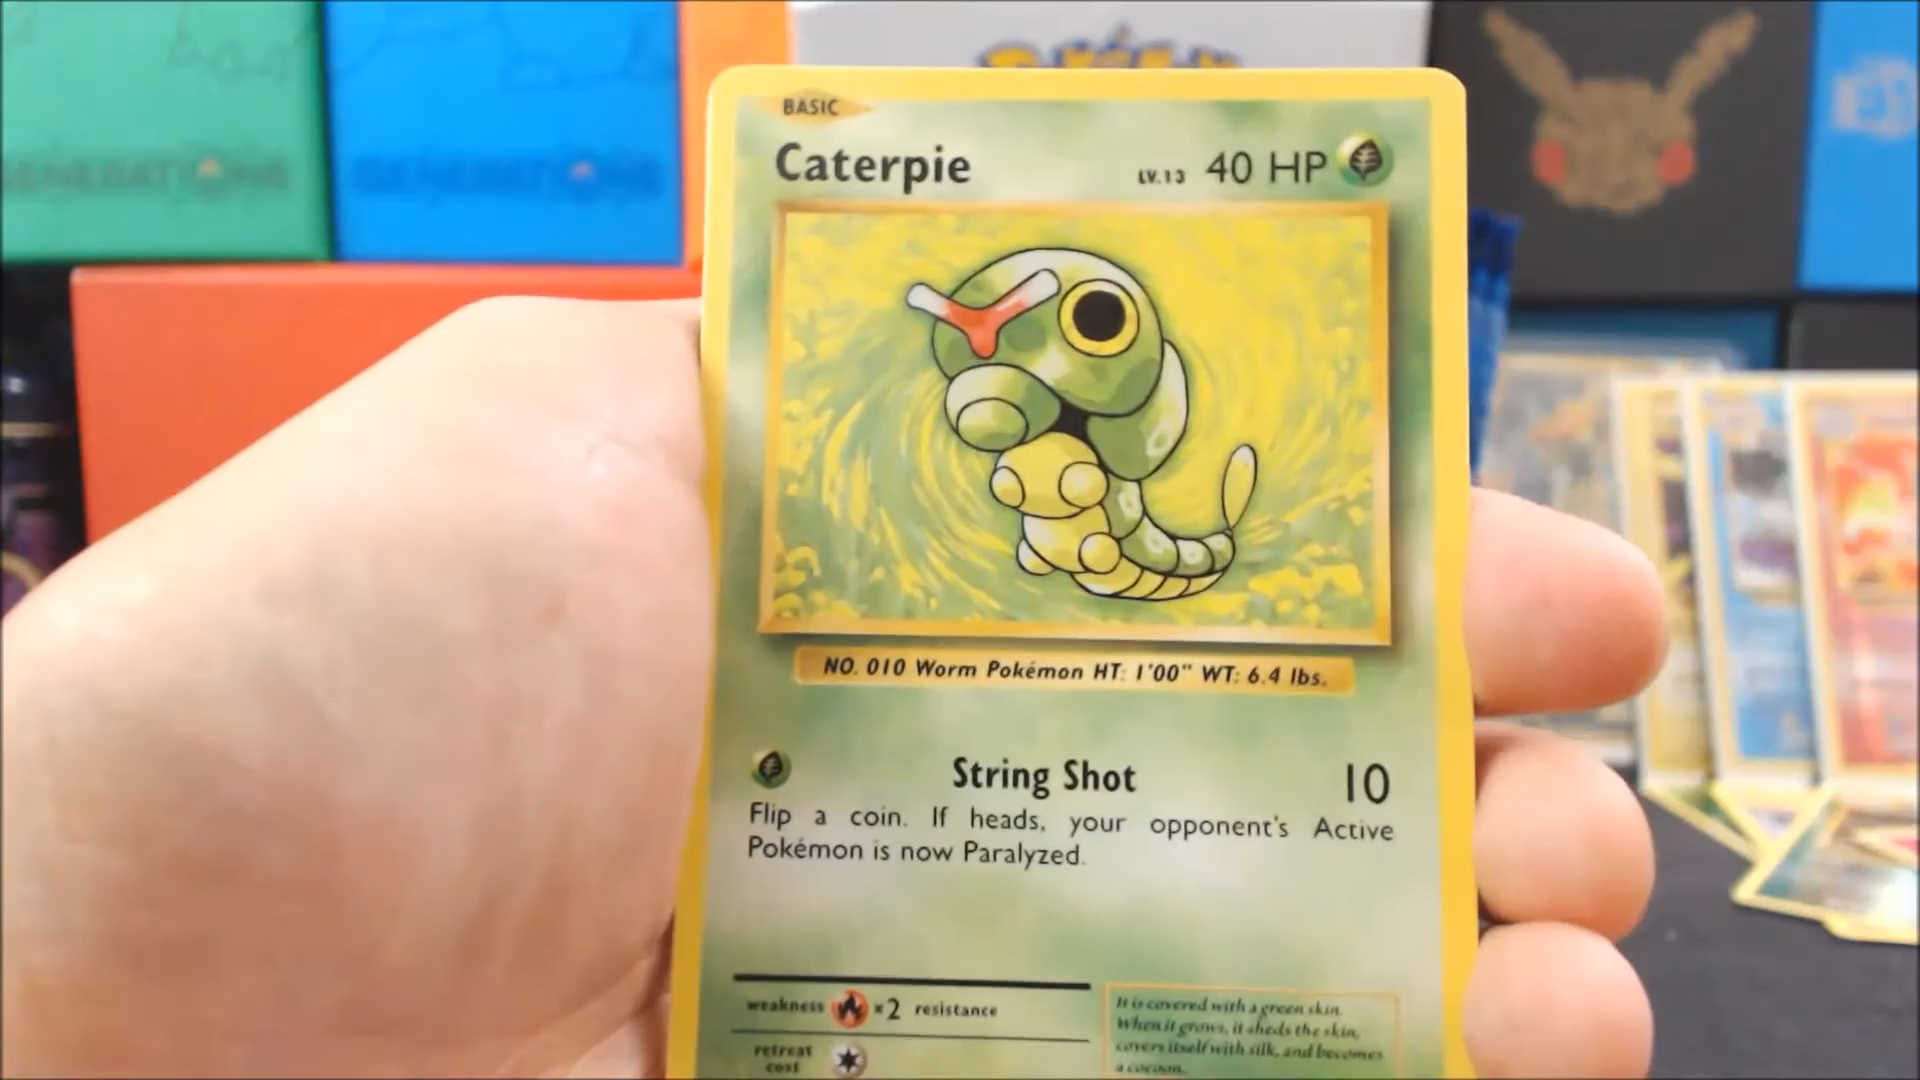 GENERATIONS
GENERATIONS
BASIC
Caterpie LV.13 40 HP
NO. 010 Worm Pokémon HT: 1'00" WT: 6.4 lbs.
String Shot 10
Flip a coin. If heads, your opponent's Active
Pokémon is now Paralyzed.
weakness ×2 resistance
retreat
cost
It is covered with a green skin.
When it grows, it sheds the skin,
covers itself with silk, and becomes
a cocoon.